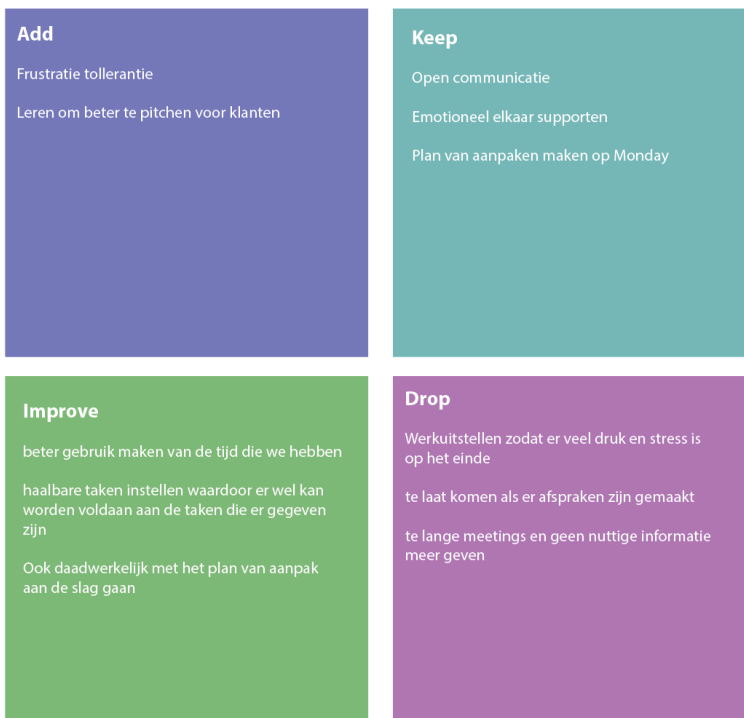 Add
Frustratie tollerantie
Leren om beter te pitchen voor klanten
Keep
Open communicatie
Emotioneel elkaar supporten
Plan van aanpaken maken op Monday
Improve
beter gebruik maken van de tijd die we hebben
haalbare taken instellen waardoor er wel kan
worden voldaan aan de taken die er gegeven
zijn
Ook daadwerkelijk met het plan van aanpak
aan de slag gaan
Drop
Werkuitstellen zodat er veel druk en stress is
op het einde
te laat komen als er afspraken zijn gemaakt
te lange meetings en geen nuttige informatie
meer geven